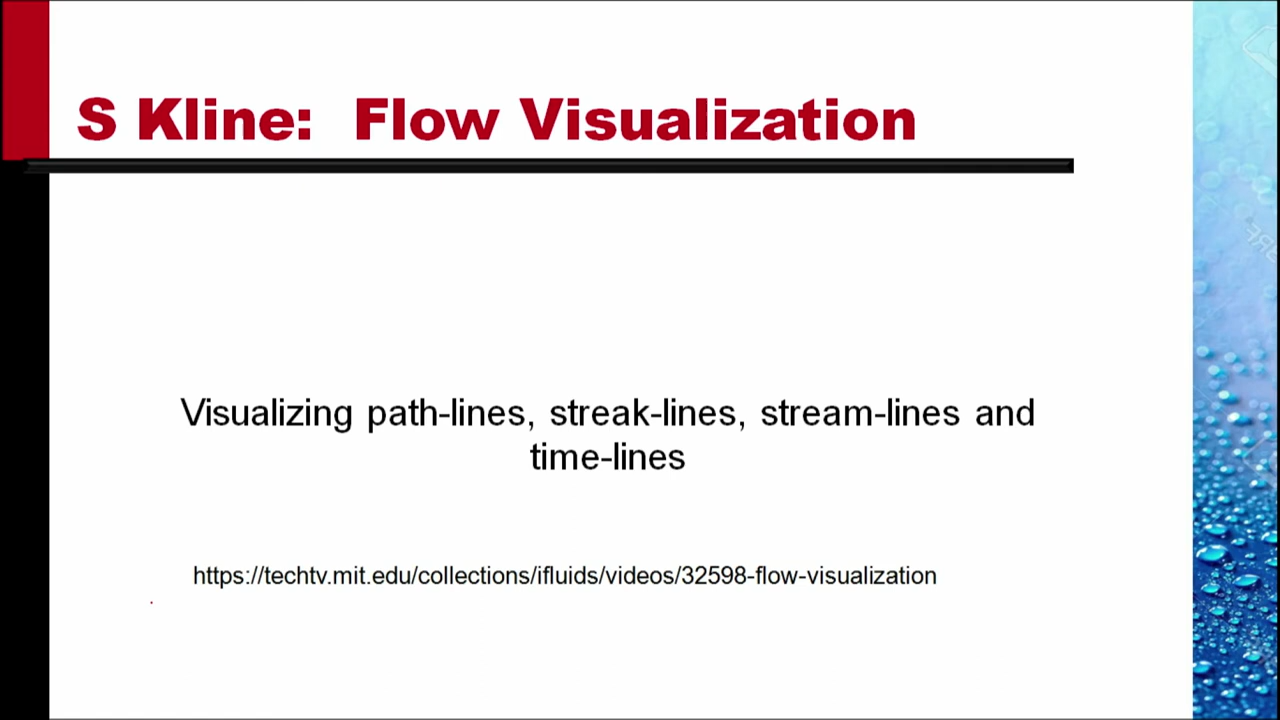 S Kline: Flow Visualization
Visualizing path-lines, streak-lines, stream-lines and
time-lines
https://techtv.mit.edu/collections/ifluids/videos/32598-flow-visualization